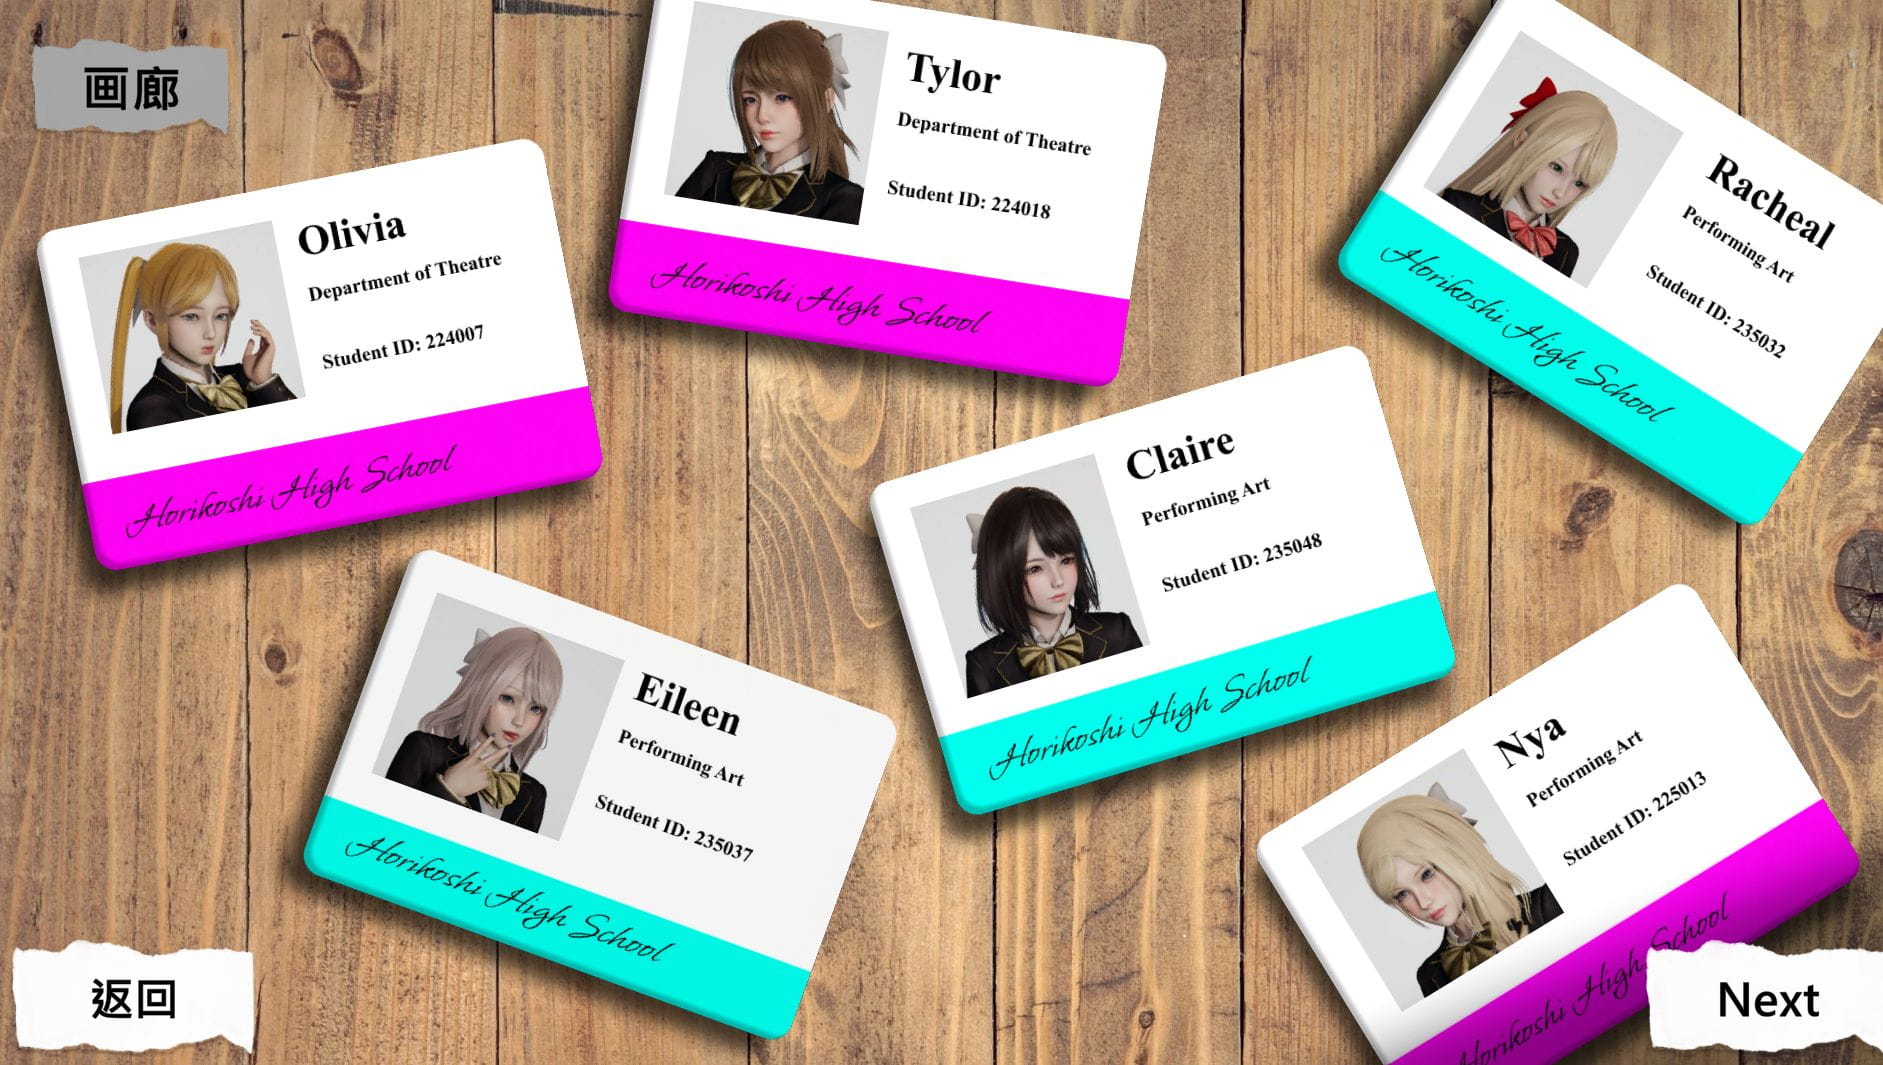 画廊
Olivia
Department of Theatre
Student ID: 224007
Horikoshi High School
Tylor
Department of Theatre
Student ID: 224018
Horikoshi High School
Racheal
Performing Art
Student ID: 235032
Horikoshi High School
Claire
Performing Art
Student ID: 235048
Horikoshi High School
Eileen
Performing Art
Student ID: 235037
Horikoshi High School
Nya
Performing Art
Student ID: 225013
Horikoshi High School
返回
Next